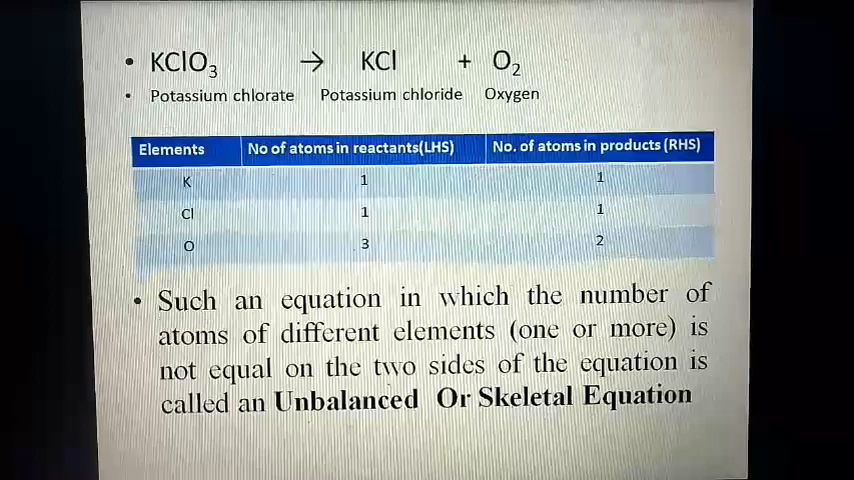 • KClO₃ → KCl + O₂
• Potassium chlorate Potassium chloride Oxygen
Elements No of atoms in reactants(LHS) No. of atoms in products (RHS)
K 1 1
Cl 1 1
O 3 2
• Such an equation in which the number of
atoms of different elements (one or more) is
not equal on the two sides of the equation is
called an Unbalanced Or Skeletal Equation